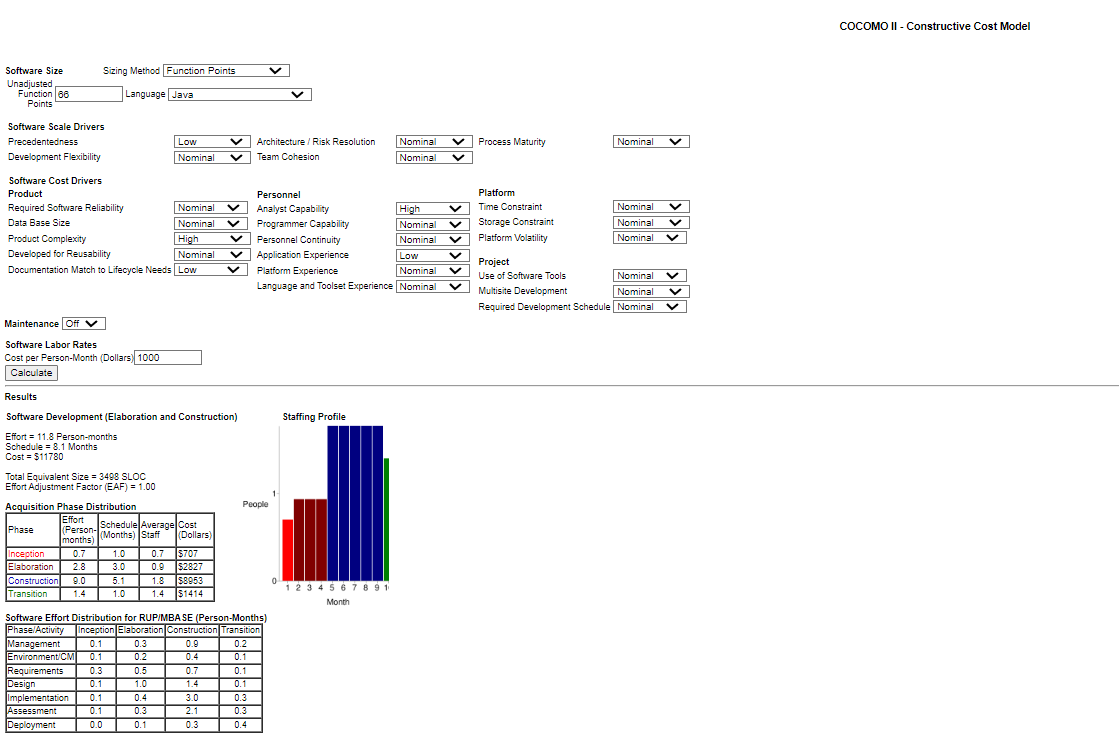 COCOMO II - Constructive Cost Model
Software Size Sizing Method Function Points
Unadjusted
Function 66 Language Java
Points
Software Scale Drivers
Precedentedness Low Architecture / Risk Resolution Nominal Process Maturity Nominal
Development Flexibility Nominal Team Cohesion Nominal
Software Cost Drivers
Product Personnel Platform
Required Software Reliability Nominal Analyst Capability High Time Constraint Nominal
Data Base Size Nominal Programmer Capability Nominal Storage Constraint Nominal
Product Complexity High Personnel Continuity Nominal Platform Volatility Nominal
Developed for Reusability Nominal Application Experience Low Project
Documentation Match to Lifecycle Needs Low Platform Experience Nominal Use of Software Tools Nominal
Language and Toolset Experience Nominal Multisite Development Nominal
Required Development Schedule Nominal
Maintenance Off
Software Labor Rates
Cost per Person-Month (Dollars) 1000
Calculate
Results
Software Development (Elaboration and Construction) Staffing Profile
Effort = 11.8 Person-months
Schedule = 8.1 Months
Cost = $11780
Total Equivalent Size = 3498 SLOC
Effort Adjustment Factor (EAF) = 1.00
Acquisition Phase Distribution
Phase Effort (Person-months) Schedule (Months) Average Staff Cost (Dollars)
Inception 0.7 1.0 0.7 $707
Elaboration 2.8 3.0 0.9 $2827
Construction 9.0 5.1 1.8 $8953
Transition 1.4 1.0 1.4 $1414
1
People
0
1 2 3 4 5 6 7 8 9 1
Month
Software Effort Distribution for RUP/MBASE (Person-Months)
Phase/Activity Inception Elaboration Construction Transition
Management 0.1 0.3 0.9 0.2
Environment/CM 0.1 0.2 0.4 0.1
Requirements 0.3 0.5 0.7 0.1
Design 0.1 1.0 1.4 0.1
Implementation 0.1 0.4 3.0 0.3
Assessment 0.1 0.3 2.1 0.3
Deployment 0.0 0.1 0.3 0.4